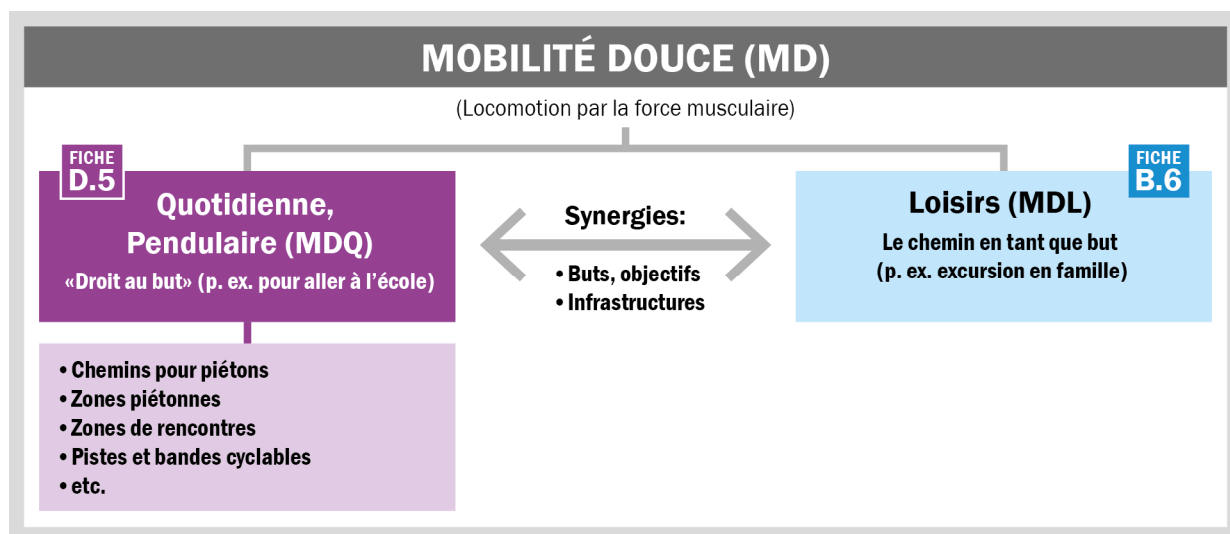 MOBILITÉ DOUCE (MD)
(Locomotion par la force musculaire)
FICHE
D.5
Quotidienne,
Pendulaire (MDQ)
«Droit au but» (p. ex. pour aller à l’école)
• Chemins pour piétons
• Zones piétonnes
• Zones de rencontres
• Pistes et bandes cyclables
• etc.
Synergies:
• Buts, objectifs
• Infrastructures
FICHE
B.6
Loisirs (MDL)
Le chemin en tant que but
(p. ex. excursion en famille)